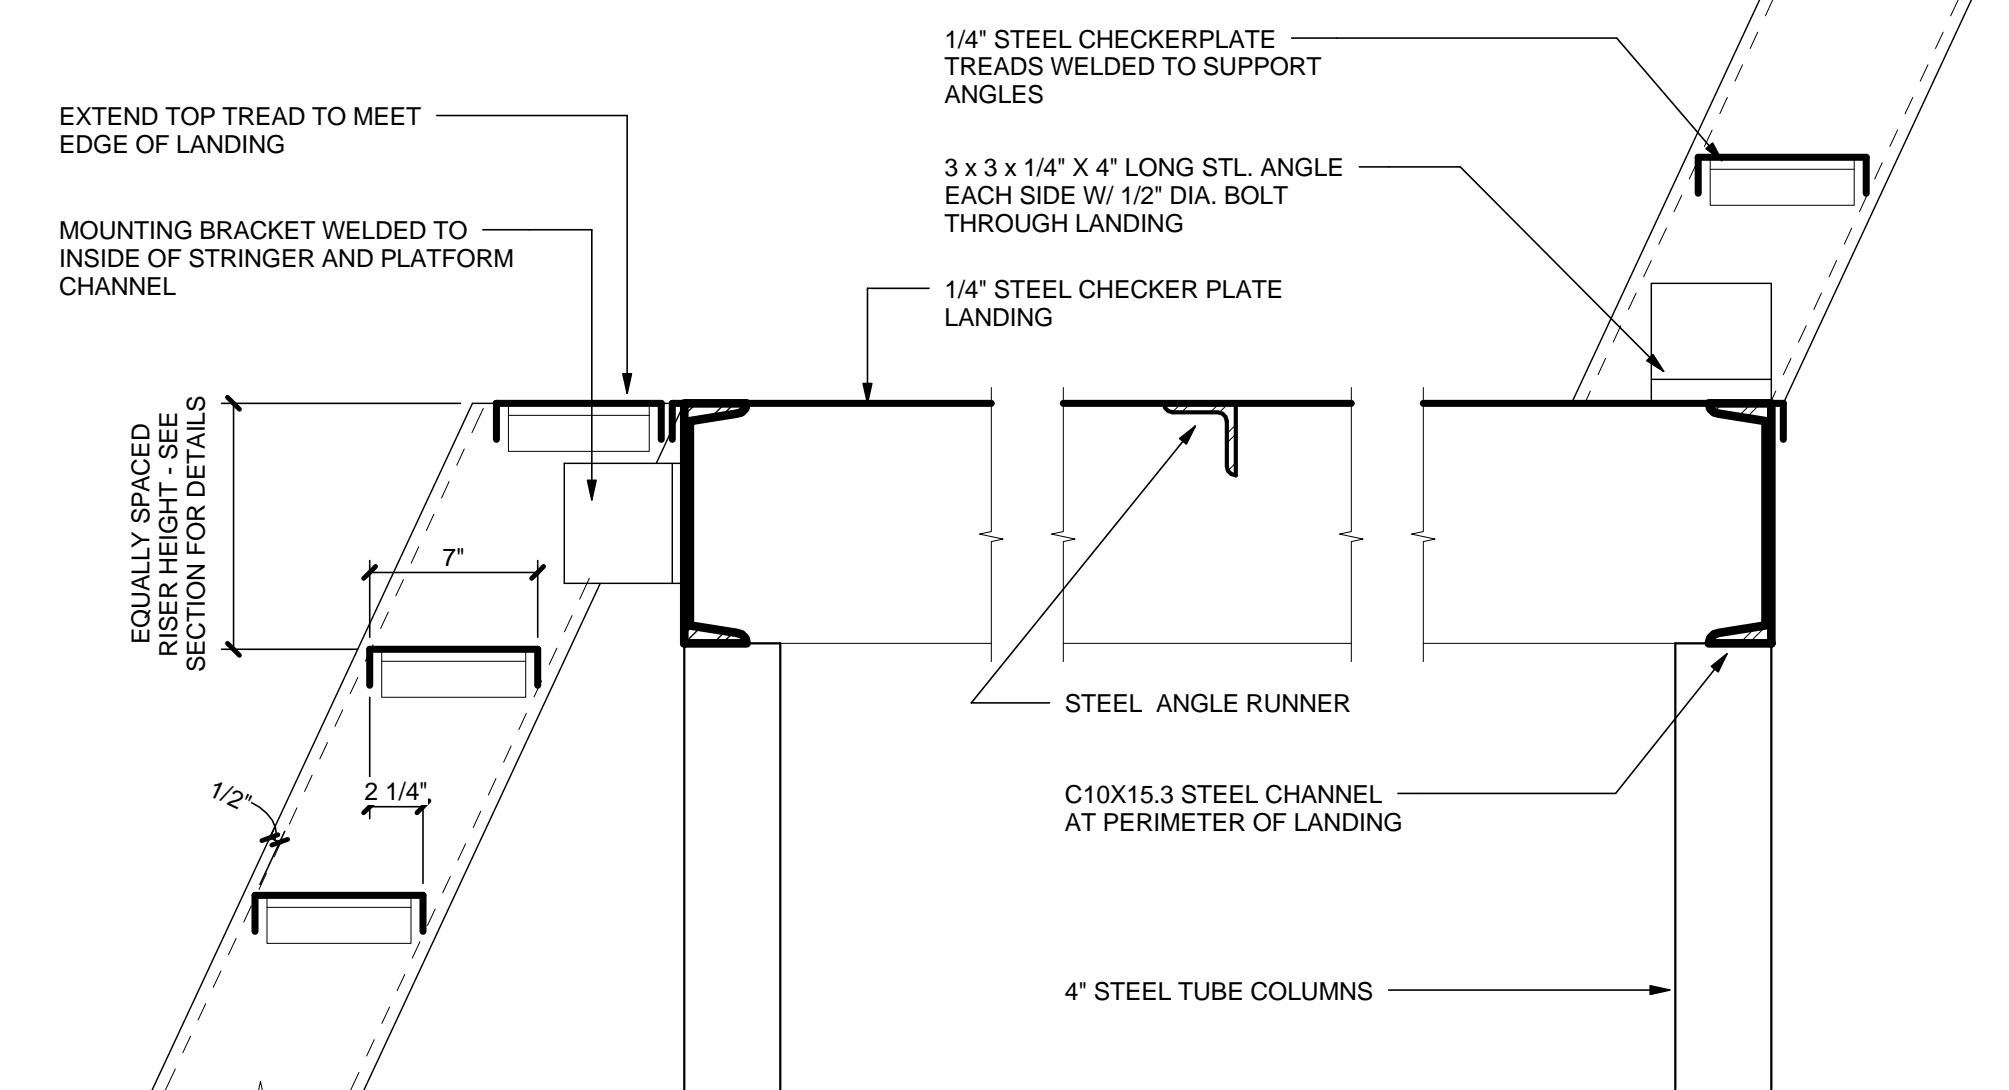 1/4" STEEL CHECKERPLATE
TREADS WELDED TO SUPPORT
ANGLES
EXTEND TOP TREAD TO MEET
EDGE OF LANDING
3 x 3 x 1/4" X 4" LONG STL. ANGLE
EACH SIDE W/ 1/2" DIA. BOLT
THROUGH LANDING
MOUNTING BRACKET WELDED TO
INSIDE OF STRINGER AND PLATFORM
CHANNEL
1/4" STEEL CHECKER PLATE
LANDING
EQUALLY SPACED
RISER HEIGHT - SEE
SECTION FOR DETAILS
7"
STEEL ANGLE RUNNER
1/2"
2 1/4"
C10X15.3 STEEL CHANNEL
AT PERIMETER OF LANDING
4" STEEL TUBE COLUMNS